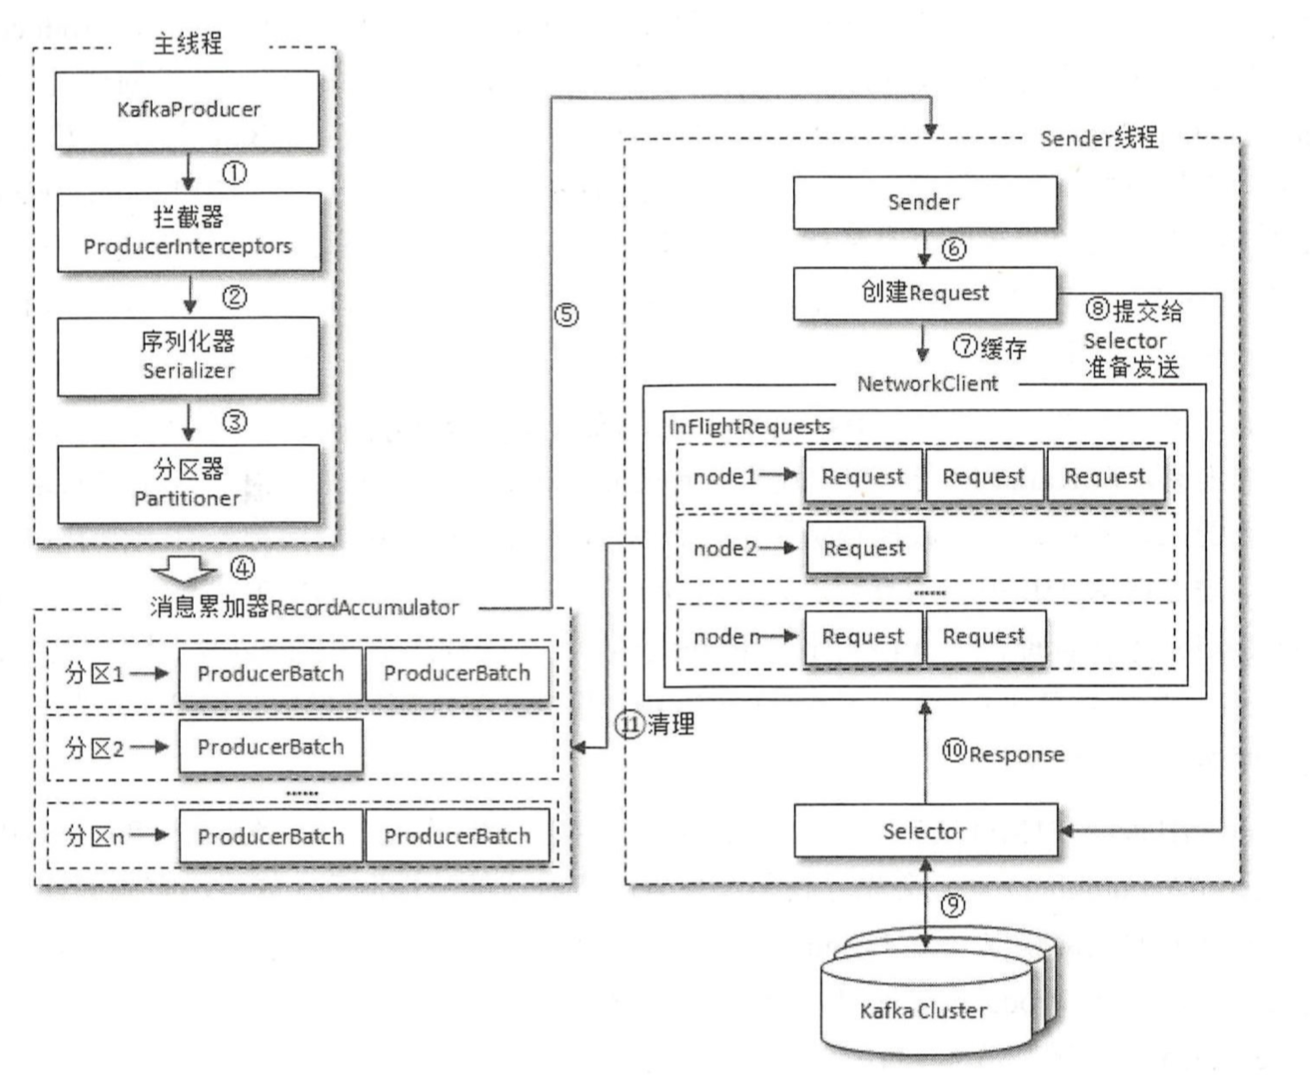 主线程
KafkaProducer
①
拦截器
ProducerInterceptors
②
序列化器
Serializer
③
分区器
Partitioner
④
消息累加器RecordAccumulator
分区1
ProducerBatch
ProducerBatch
分区2
ProducerBatch
......
分区n
ProducerBatch
ProducerBatch
⑤
Sender线程
Sender
⑥
创建Request
⑦缓存
⑧提交给
Selector
准备发送
NetworkClient
InFlightRequests
node1
Request
Request
Request
node2
Request
......
node n
Request
Request
⑪清理
⑩Response
Selector
⑨
Kafka Cluster